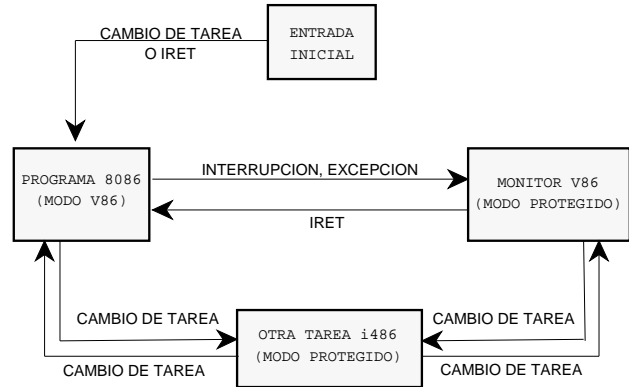 CAMBIO DE TAREA
O IRET
ENTRADA
INICIAL
PROGRAMA 8086
(MODO V86)
INTERRUPCION, EXCEPCION
IRET
MONITOR V86
(MODO PROTEGIDO)
CAMBIO DE TAREA
CAMBIO DE TAREA
OTRA TAREA i486
(MODO PROTEGIDO)
CAMBIO DE TAREA
CAMBIO DE TAREA